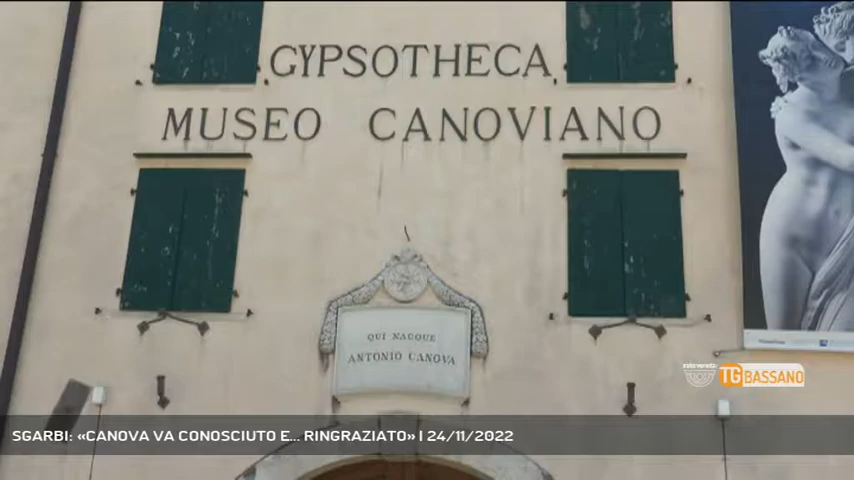 GYPSOTHECA
MUSEO CANOVIANO
QUI NACQUE
ANTONIO CANOVA
TG BASSANO
SGARBI: «CANOVA VA CONOSCIUTO E... RINGRAZIATO» | 24/11/2022